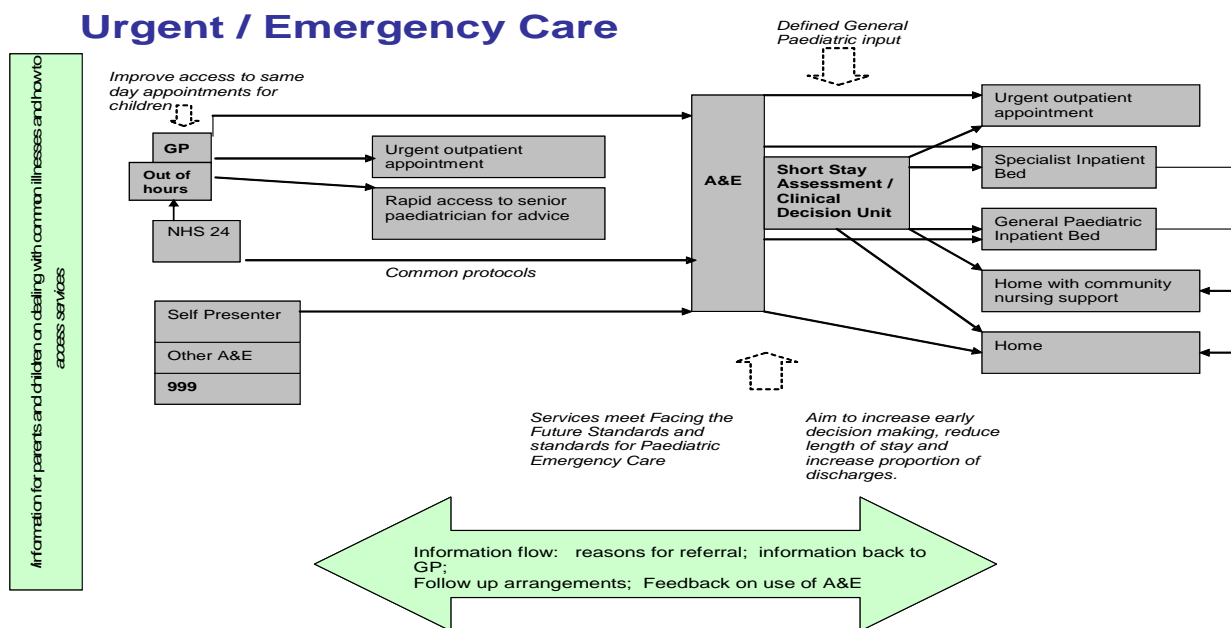 Urgent / Emergency Care
Information for parents and children on dealing with common illnesses and how to
access services
Improve access to same
day appointments for
children
GP
Out of
hours
NHS 24
Urgent outpatient
appointment
Rapid access to senior
paediatrician for advice
Common protocols
Self Presenter
Other A&E
999
A&E
Defined General
Paediatric input
Short Stay
Assessment /
Clinical
Decision Unit
Urgent outpatient
appointment
Specialist Inpatient
Bed
General Paediatric
Inpatient Bed
Home with community
nursing support
Home
Services meet Facing the
Future Standards and
standards for Paediatric
Emergency Care
Aim to increase early
decision making, reduce
length of stay and
increase proportion of
discharges.
Information flow: reasons for referral; information back to
GP;
Follow up arrangements; Feedback on use of A&E